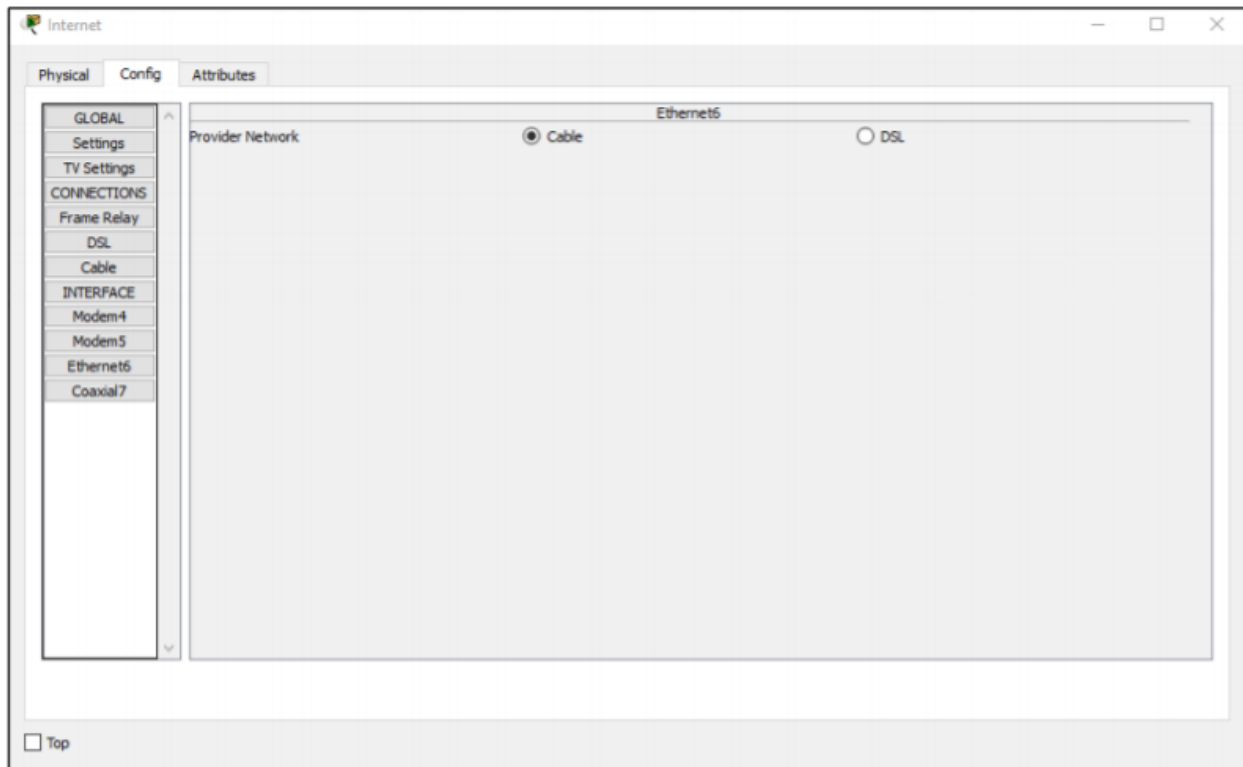 Internet
Physical Config Attributes
GLOBAL
Settings
TV Settings
CONNECTIONS
Frame Relay
DSL
Cable
INTERFACE
Modem4
Modem5
Ethernet6
Coaxial7
Ethernet6
Provider Network Cable DSL
Top